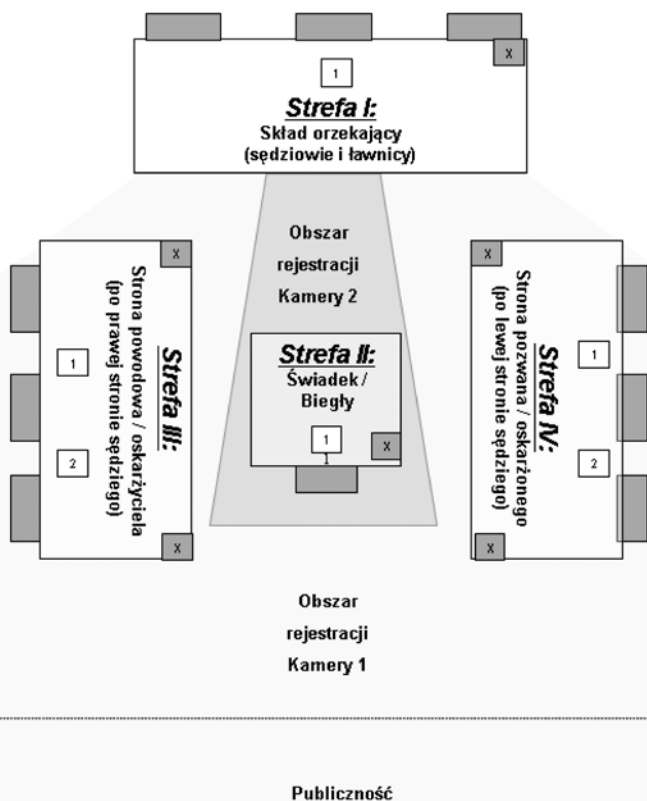 X
1
Strefa I:
Skład orzekający
(sędziowie i ławnicy)
Obszar
rejestracji
Kamery 2
X
Strefa III:
Strona powodowa / oskarżyciela
(po prawej stronie sędziego)
1
2
X
Strefa II:
Świadek /
Biegły
1
1
X
X
Strefa IV:
Strona pozwana / oskarżonego
(po lewej stronie sędziego)
1
2
X
Obszar
rejestracji
Kamery 1
Publiczność